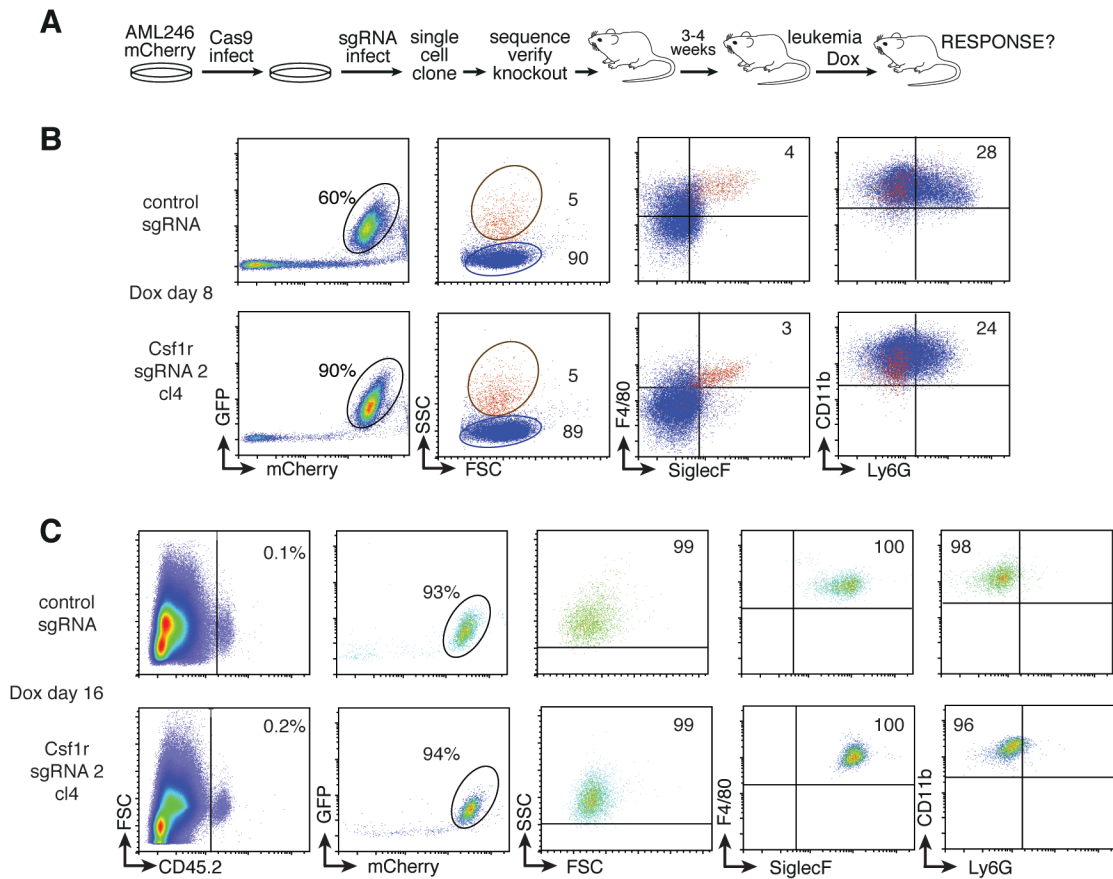 A
AML246
mCherry
Cas9
infect
sgRNA
infect
single
cell
clone
sequence
verify
knockout
3-4
weeks
leukemia
Dox
RESPONSE?
B
control
sgRNA
Dox day 8
Csf1r
sgRNA 2
cl4
60%
5
90
4
28
90%
5
89
3
24
GFP
mCherry
SSC
FSC
F4/80
SiglecF
CD11b
Ly6G
C
control
sgRNA
Dox day 16
Csf1r
sgRNA 2
cl4
0.1%
93%
99
100
98
0.2%
94%
99
100
96
FSC
CD45.2
GFP
mCherry
SSC
FSC
F4/80
SiglecF
CD11b
Ly6G